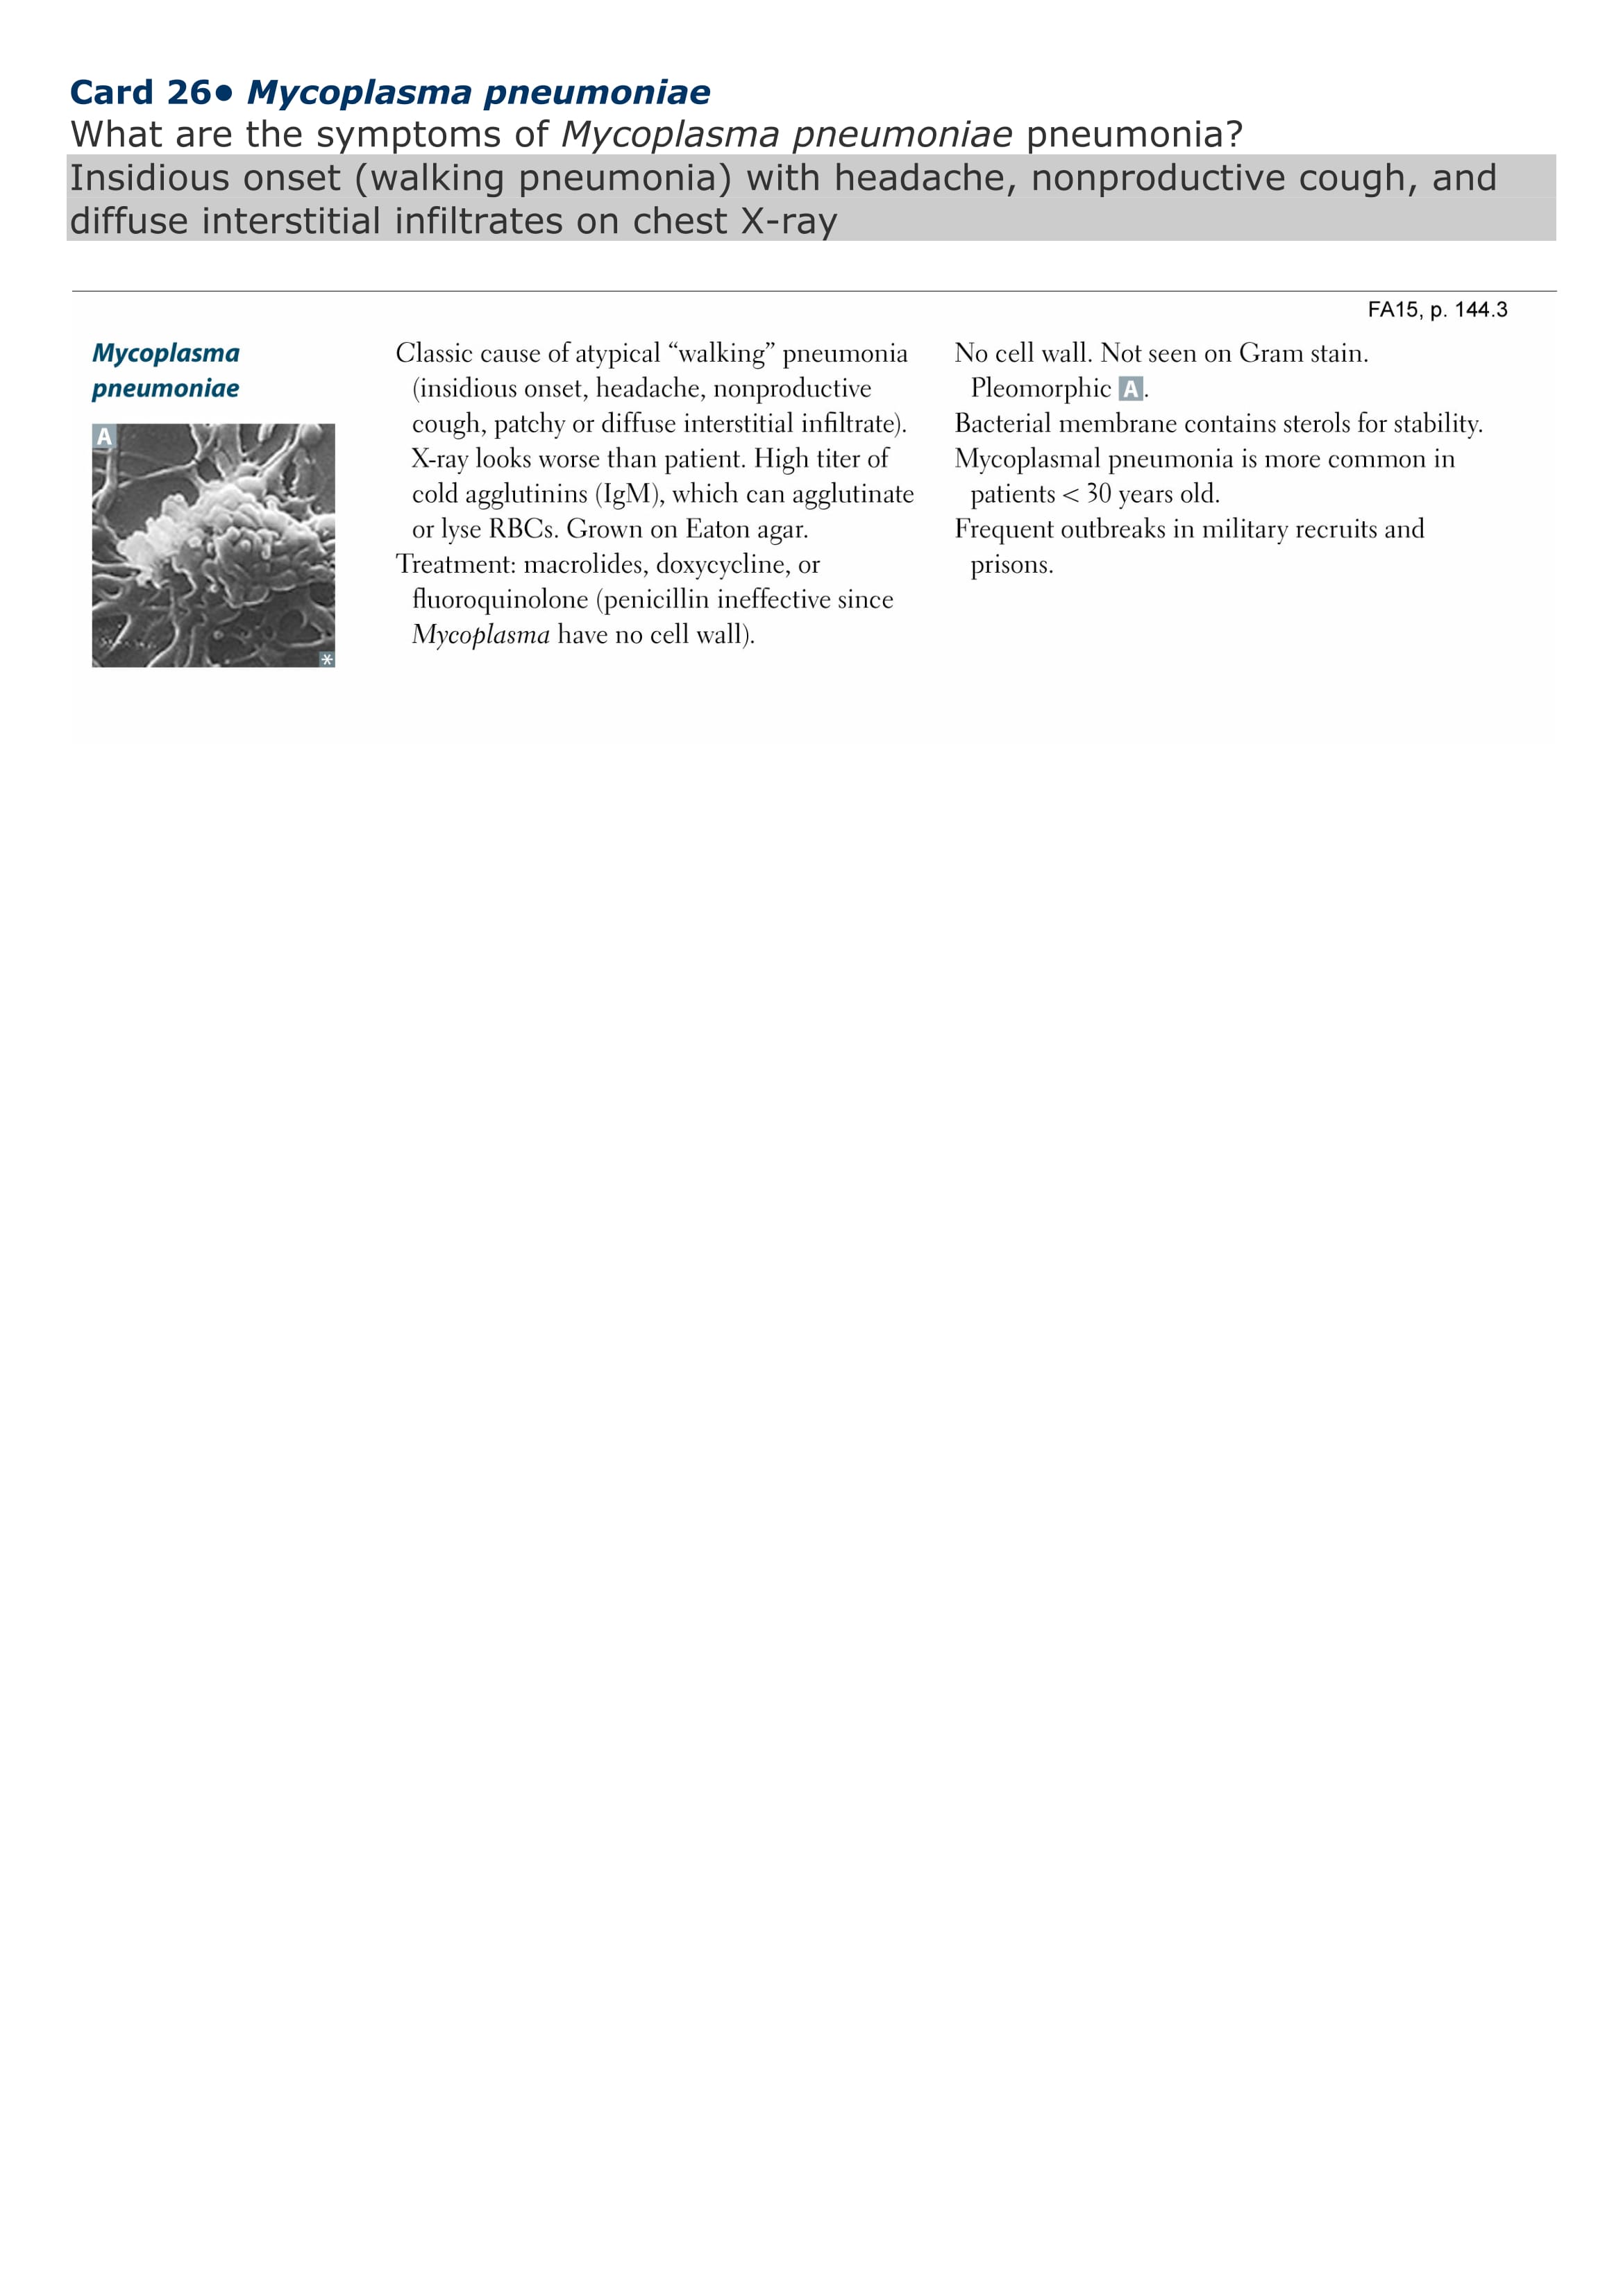 Card 26● Mycoplasma pneumoniae
What are the symptoms of Mycoplasma pneumoniae pneumonia?
Insidious onset (walking pneumonia) with headache, nonproductive cough, and
diffuse interstitial infiltrates on chest X-ray
FA15, p. 144.3
Mycoplasma
pneumoniae
A
*
Classic cause of atypical “walking” pneumonia
(insidious onset, headache, nonproductive
cough, patchy or diffuse interstitial infiltrate).
X-ray looks worse than patient. High titer of
cold agglutinins (IgM), which can agglutinate
or lyse RBCs. Grown on Eaton agar.
Treatment: macrolides, doxycycline, or
fluoroquinolone (penicillin ineffective since
Mycoplasma have no cell wall).
No cell wall. Not seen on Gram stain.
Pleomorphic A.
Bacterial membrane contains sterols for stability.
Mycoplasmal pneumonia is more common in
patients < 30 years old.
Frequent outbreaks in military recruits and
prisons.